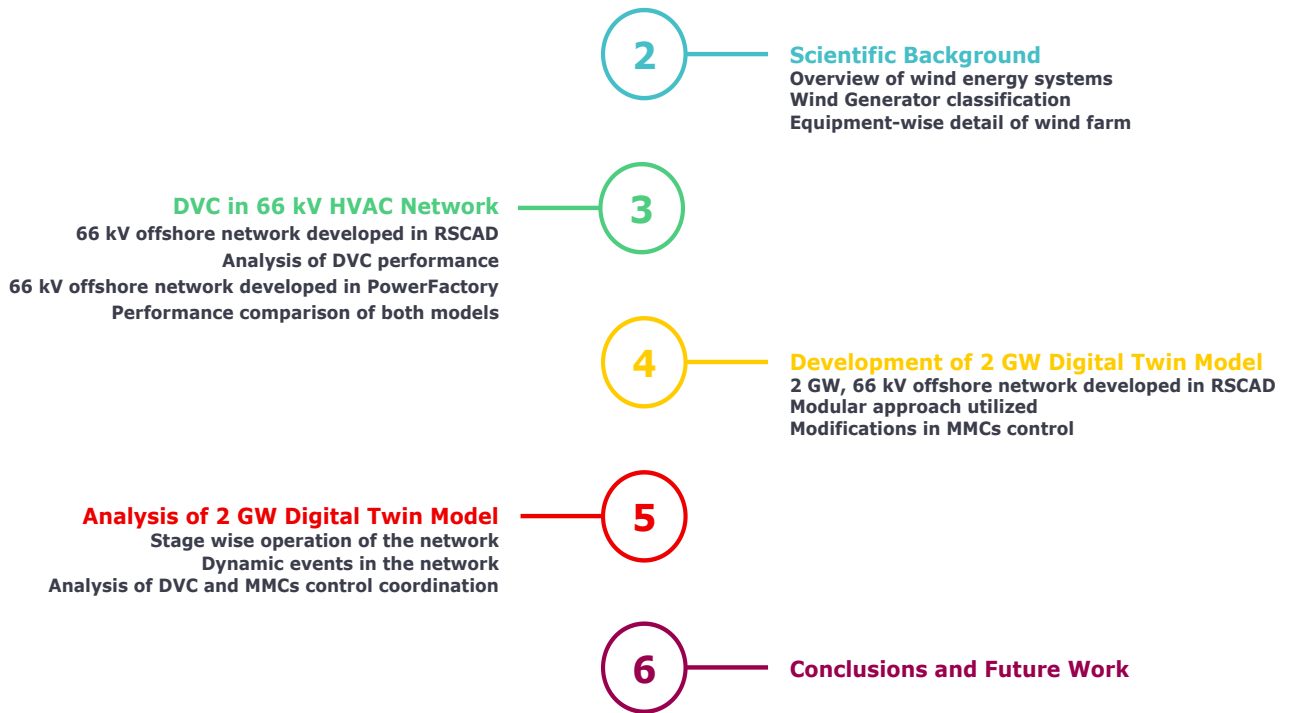 2
Scientific Background
Overview of wind energy systems
Wind Generator classification
Equipment-wise detail of wind farm
3
DVC in 66 kV HVAC Network
66 kV offshore network developed in RSCAD
Analysis of DVC performance
66 kV offshore network developed in PowerFactory
Performance comparison of both models
4
Development of 2 GW Digital Twin Model
2 GW, 66 kV offshore network developed in RSCAD
Modular approach utilized
Modifications in MMCs control
5
Analysis of 2 GW Digital Twin Model
Stage wise operation of the network
Dynamic events in the network
Analysis of DVC and MMCs control coordination
6
Conclusions and Future Work